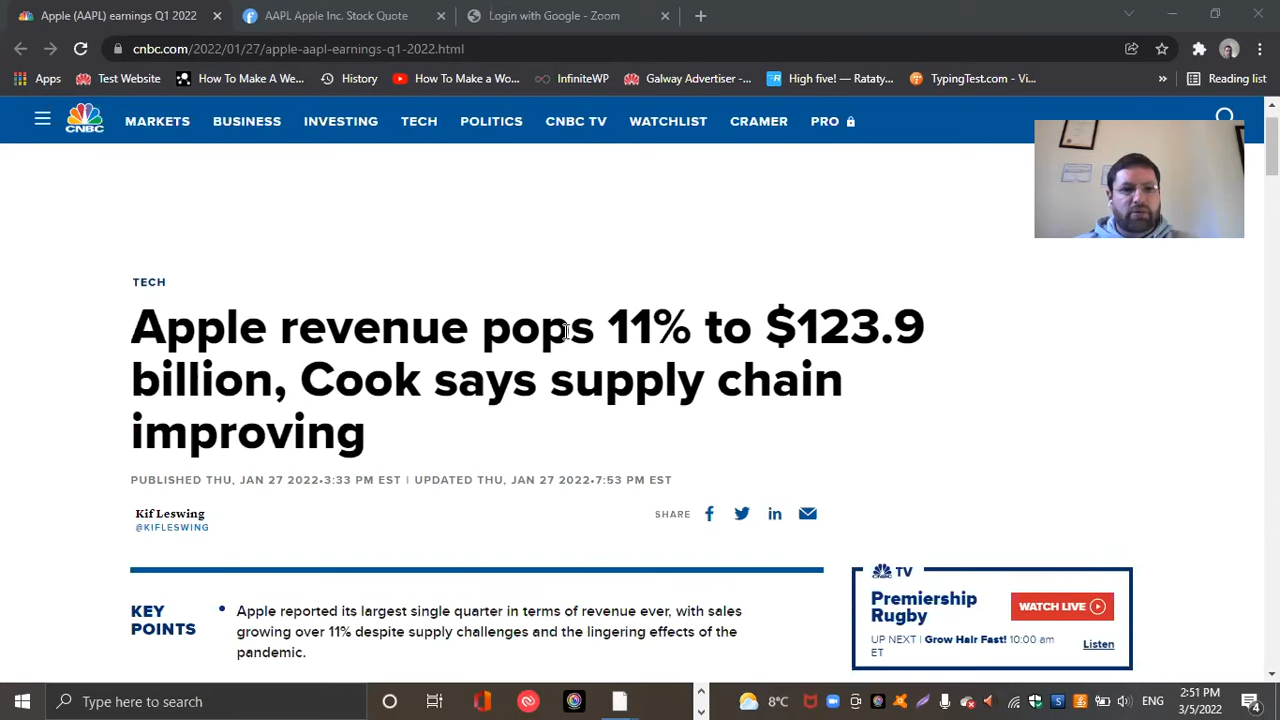 Apple (AAPL) earnings Q1 2022
AAPL Apple Inc. Stock Quote
Login with Google - Zoom
cnbc.com/2022/01/27/apple-aapl-earnings-q1-2022.html
Apps
Test Website
How To Make A We...
History
How To Make a Wo...
InfiniteWP
Galway Advertiser -...
High five! — Rataty...
TypingTest.com - Vi...
»
Reading list
CNBC
MARKETS BUSINESS INVESTING TECH POLITICS CNBC TV WATCHLIST CRAMER PRO
TECH
Apple revenue pops 11% to $123.9
billion, Cook says supply chain
improving
PUBLISHED THU, JAN 27 2022•3:33 PM EST | UPDATED THU, JAN 27 2022•7:53 PM EST
Kif Leswing
@KIFLESWING
SHARE
KEY
POINTS
• Apple reported its largest single quarter in terms of revenue ever, with sales
growing over 11% despite supply challenges and the lingering effects of the
pandemic.
CNBC TV
Premiership
Rugby
WATCH LIVE
UP NEXT | Grow Hair Fast! 10:00 am
ET
Listen
Type here to search
8°C
ENG
2:51 PM
3/5/2022
4